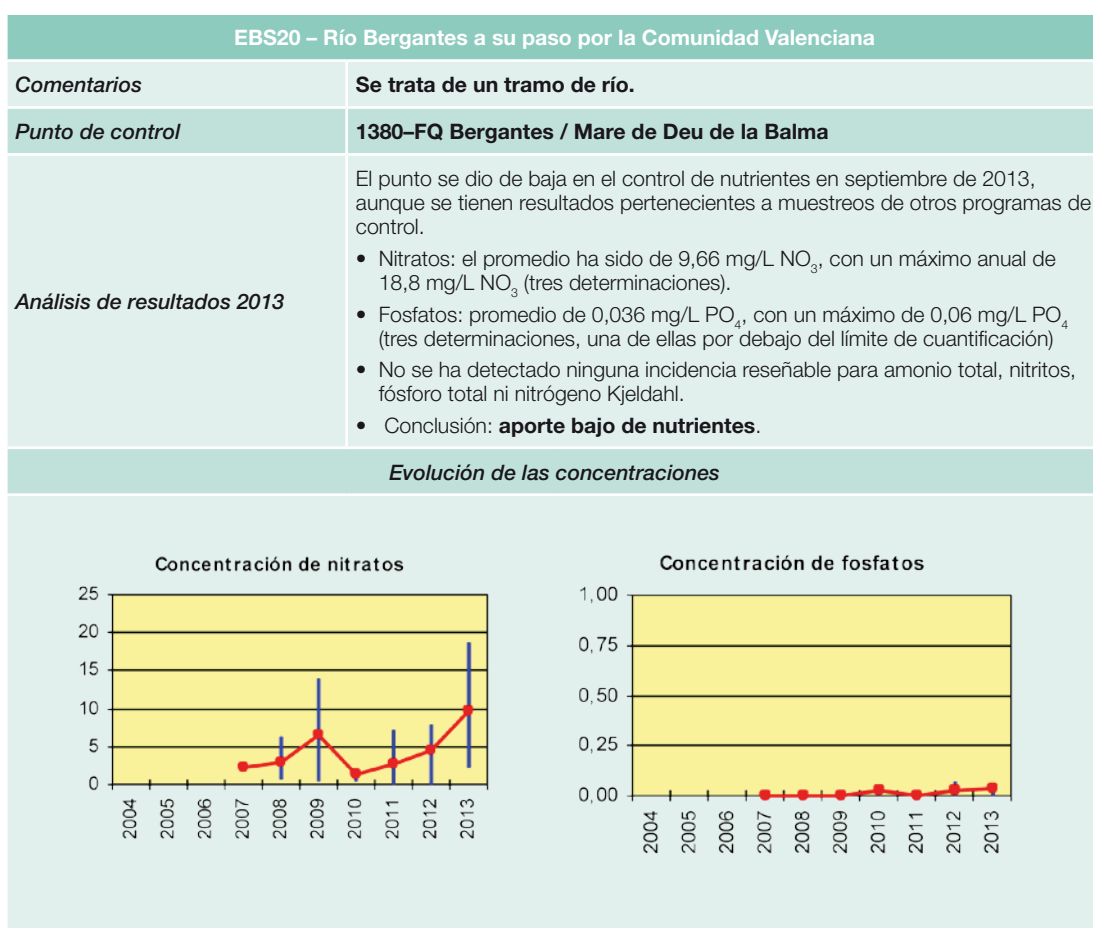 EBS20 – Río Bergantes a su paso por la Comunidad Valenciana
Comentarios
Se trata de un tramo de río.
Punto de control
1380–FQ Bergantes / Mare de Deu de la Balma
Análisis de resultados 2013
El punto se dio de baja en el control de nutrientes en septiembre de 2013,
aunque se tienen resultados pertenecientes a muestreos de otros programas de
control.
• Nitratos: el promedio ha sido de 9,66 mg/L NO₃, con un máximo anual de
18,8 mg/L NO₃ (tres determinaciones).
• Fosfatos: promedio de 0,036 mg/L PO₄, con un máximo de 0,06 mg/L PO₄
(tres determinaciones, una de ellas por debajo del límite de cuantificación)
• No se ha detectado ninguna incidencia reseñable para amonio total, nitritos,
fósforo total ni nitrógeno Kjeldahl.
• Conclusión: aporte bajo de nutrientes.
Evolución de las concentraciones
Concentración de nitratos
25
20
15
10
5
0
2004 2005 2006 2007 2008 2009 2010 2011 2012 2013
Concentración de fosfatos
1,00
0,75
0,50
0,25
0,00
2004 2005 2006 2007 2008 2009 2010 2011 2012 2013